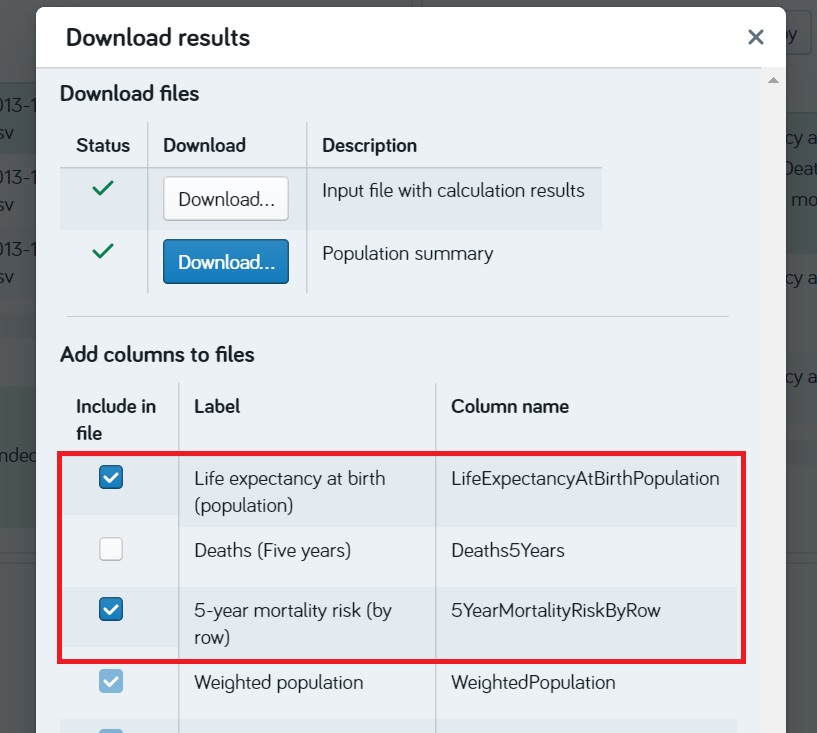 Download results
Download files
Status Download Description
Download... Input file with calculation results
Download... Population summary
Add columns to files
Include in file Label Column name
Life expectancy at birth (population) LifeExpectancyAtBirthPopulation
Deaths (Five years) Deaths5Years
5-year mortality risk (by row) 5YearMortalityRiskByRow
Weighted population WeightedPopulation